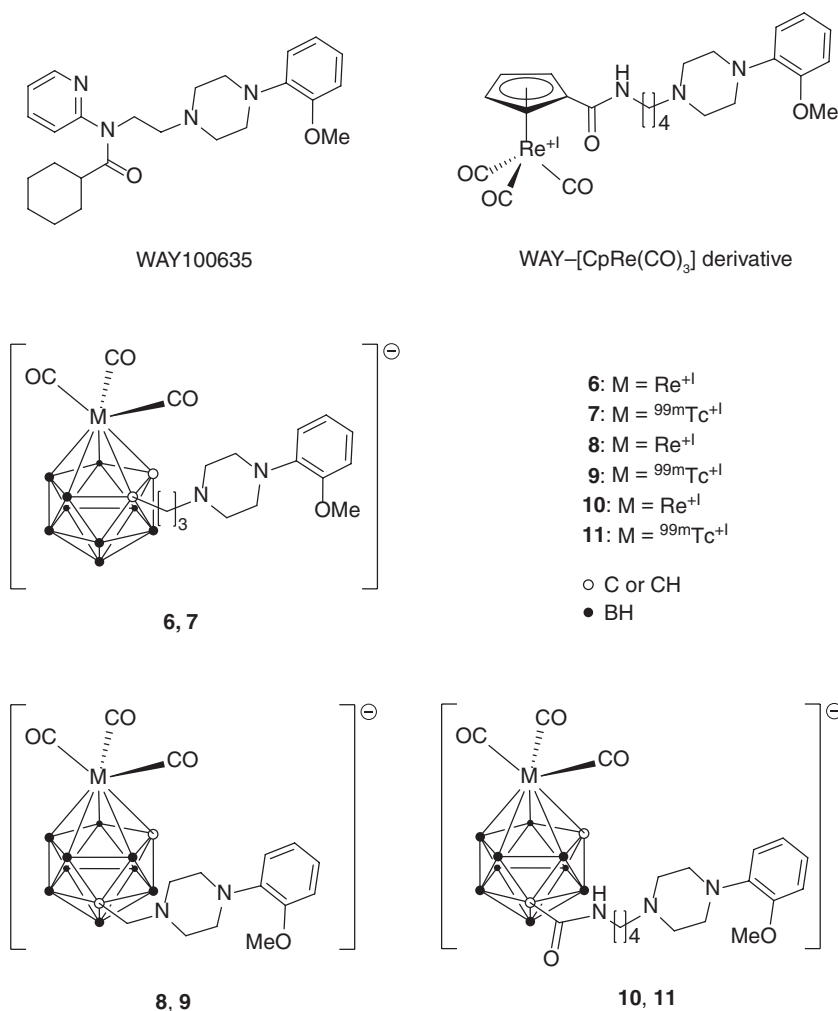 N
N
N
N
O
OMe
WAY100635
H
N
O
4
N
N
OMe
Re+I
OC
OC
CO
WAY–[CpRe(CO)3] derivative
CO
OC
CO
M
N
N
3
OMe
⊖
6, 7
6: M = Re+I
7: M = 99mTc+I
8: M = Re+I
9: M = 99mTc+I
10: M = Re+I
11: M = 99mTc+I
C or CH
BH
CO
OC
CO
M
N
N
MeO
⊖
8, 9
CO
OC
CO
M
H
N
O
4
N
N
MeO
⊖
10, 11